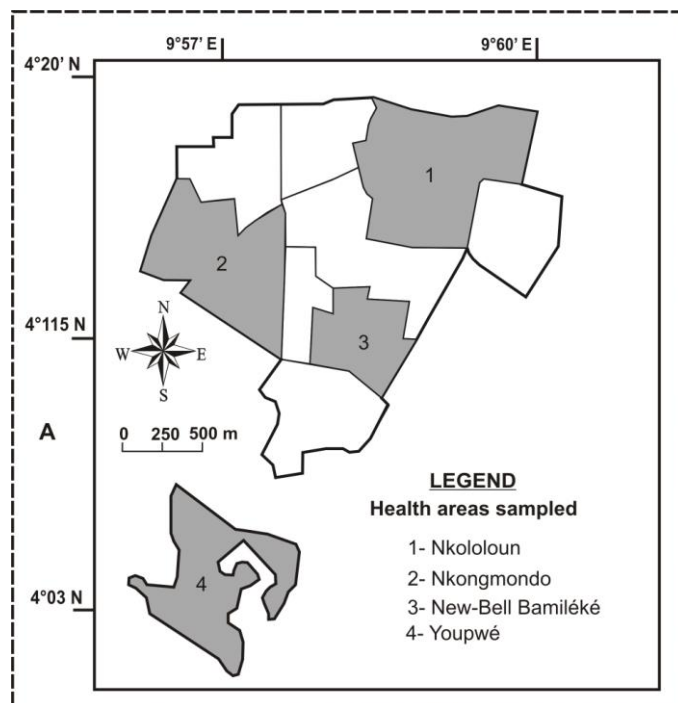 9°57' E
9°60' E
4°20' N
1
2
3
N
W E
S
4°115 N
A
0 250 500 m
LEGEND
Health areas sampled
1- Nkololoun
2- Nkongmondo
3- New-Bell Bamiléké
4- Youpwé
4
4°03 N